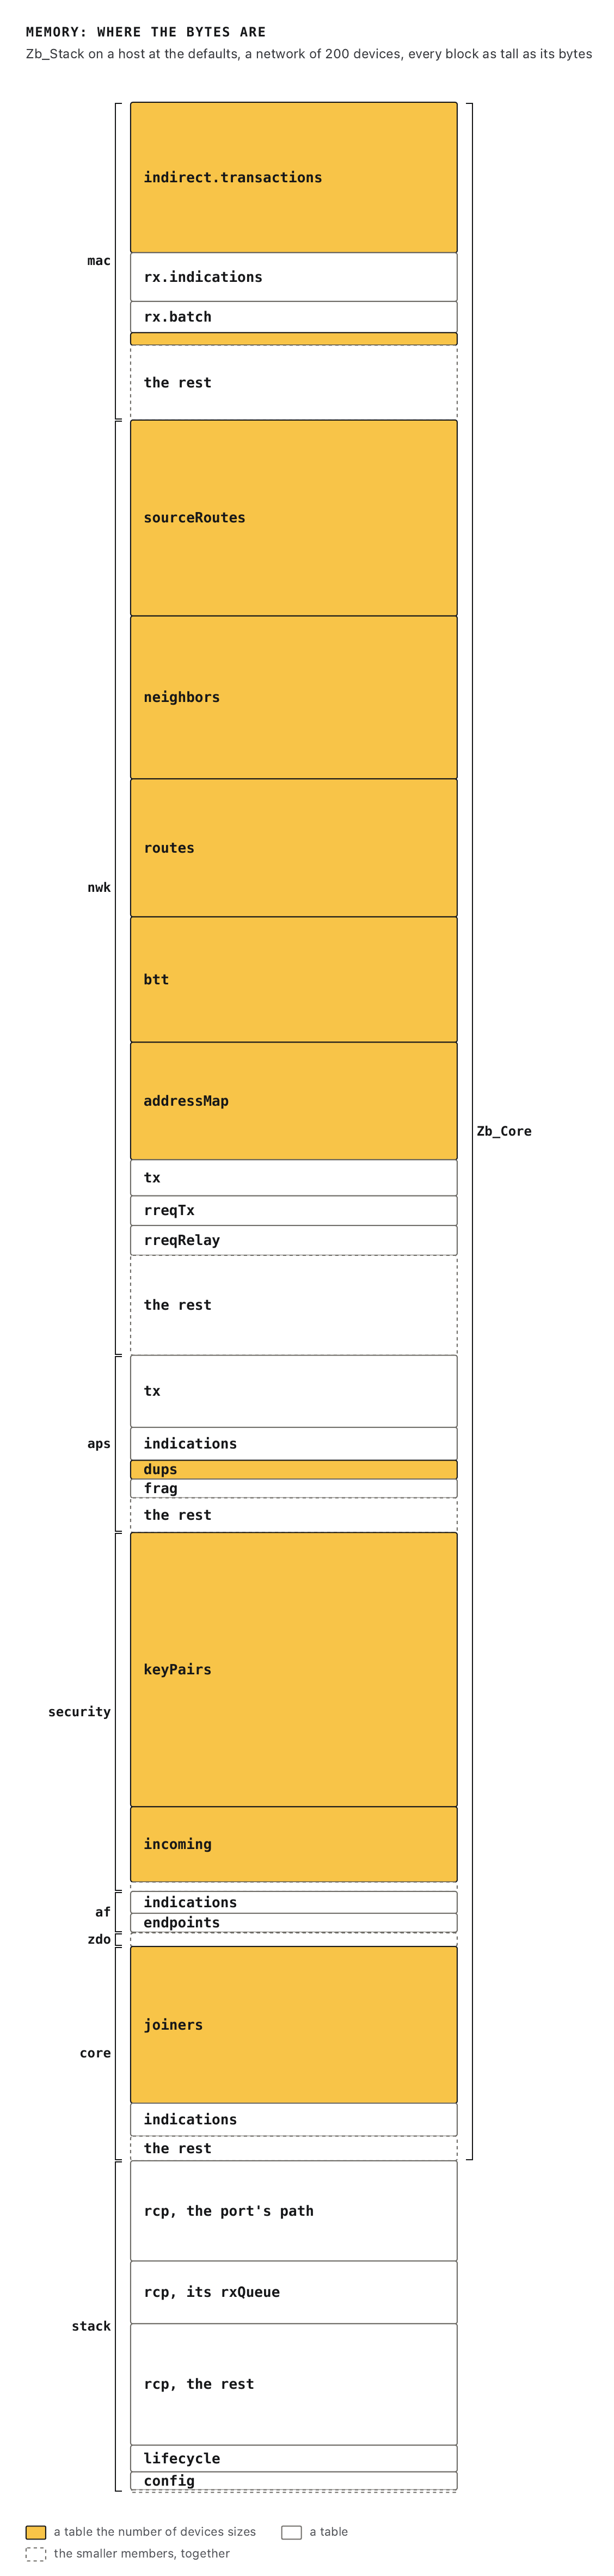 MEMORY: WHERE THE BYTES ARE
Zb_Stack on a host at the defaults, a network of 200 devices, every block as tall as its bytes
indirect.transactions
mac
rx.indications
rx.batch
the rest
sourceRoutes
neighbors
routes
nwk
btt
addressMap
Zb_Core
tx
rreqTx
rreqRelay
the rest
tx
aps
indications
dups
frag
the rest
keyPairs
security
incoming
indications
af
endpoints
zdo
joiners
core
indications
the rest
rcp, the port's path
rcp, its rxQueue
stack
rcp, the rest
lifecycle
config
a table the number of devices sizes
a table
the smaller members, together